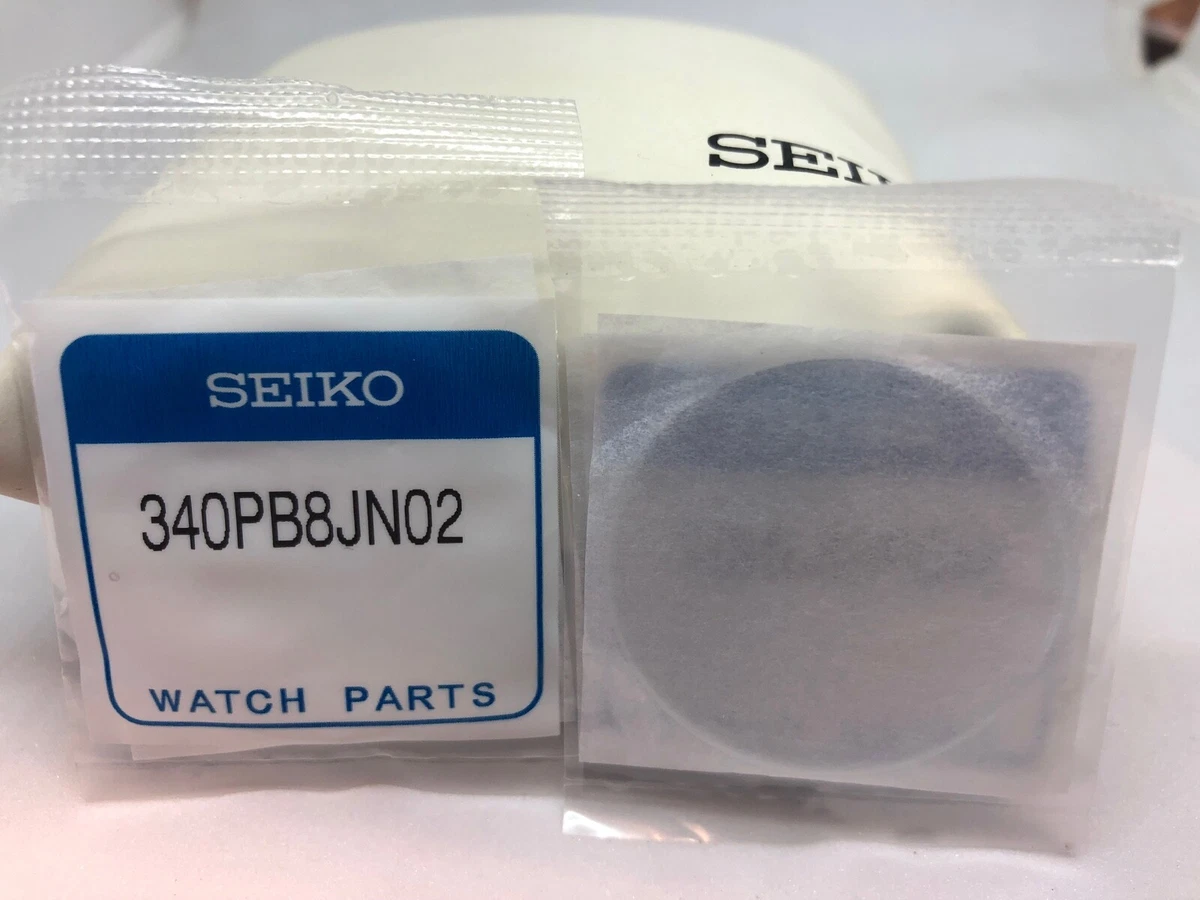 SEI
SEIKO
340PB8JN02
WATCH PARTS